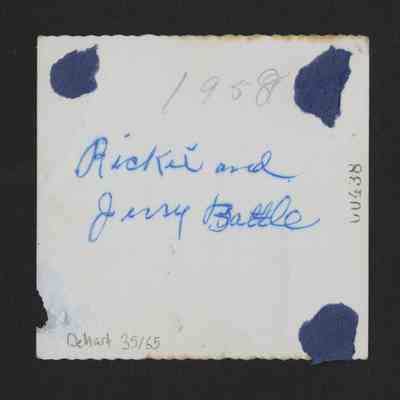 1958
Rickie and
Jerry Battle
00438
DeHart 35/65